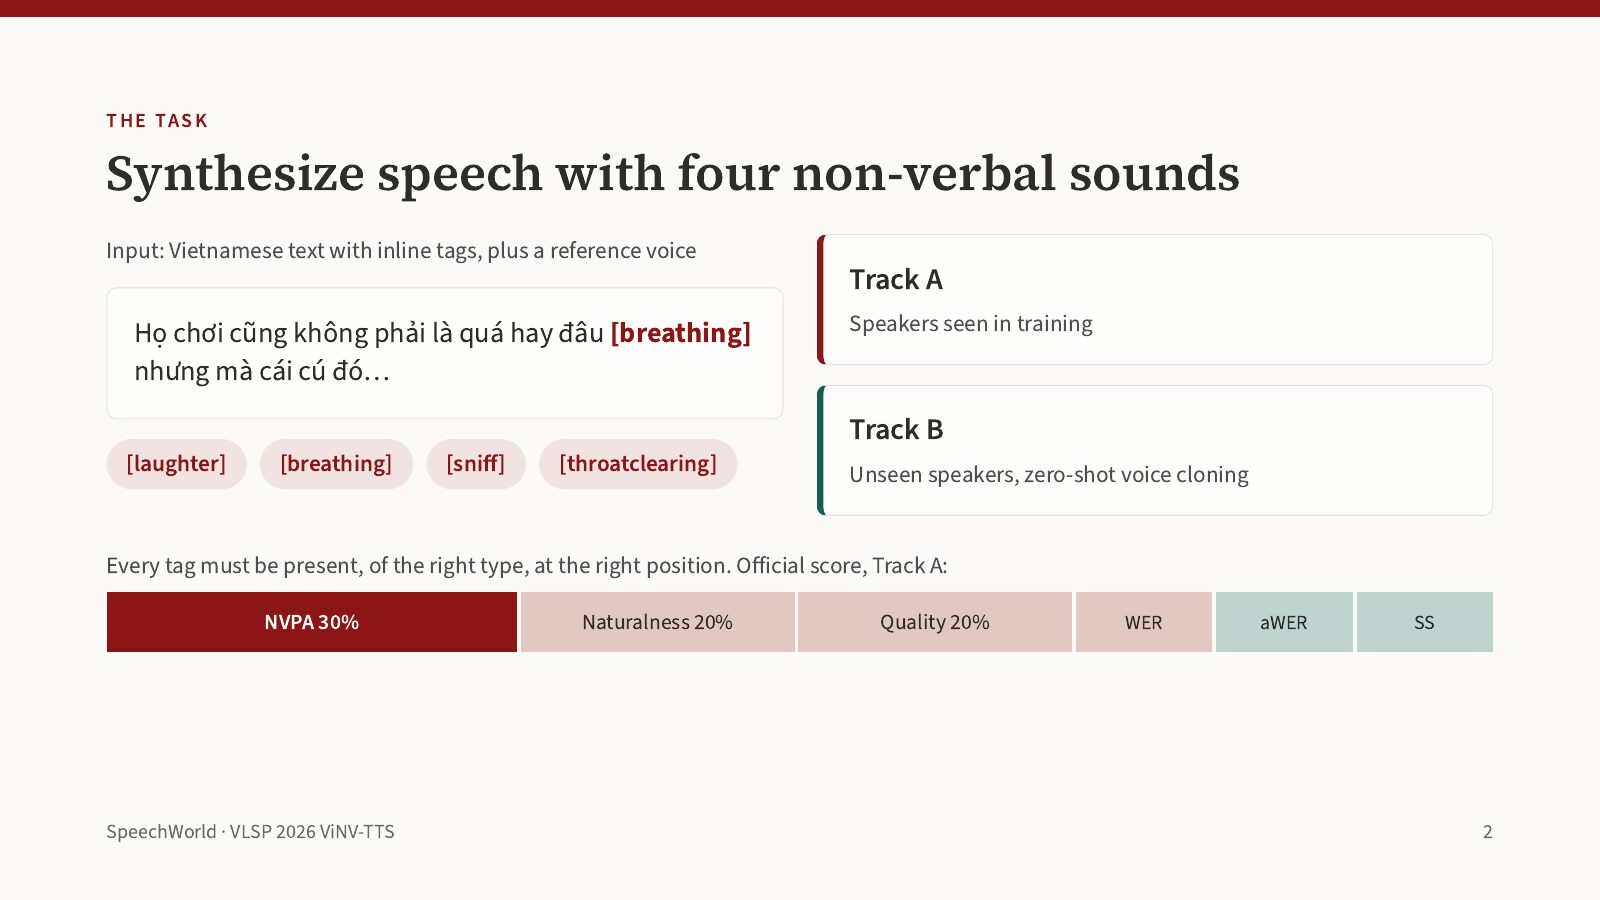 THE TASK
Synthesize speech with four non-verbal sounds
Input: Vietnamese text with inline tags, plus a reference voice
Họ chơi cũng không phải là quá hay đâu [breathing]
nhưng mà cái cú đó…
[laughter] [breathing] [sniff] [throatclearing]
Track A
Speakers seen in training
Track B
Unseen speakers, zero-shot voice cloning
Every tag must be present, of the right type, at the right position. Official score, Track A:
NVPA 30% Naturalness 20% Quality 20% WER aWER SS
SpeechWorld · VLSP 2026 ViNV-TTS 2